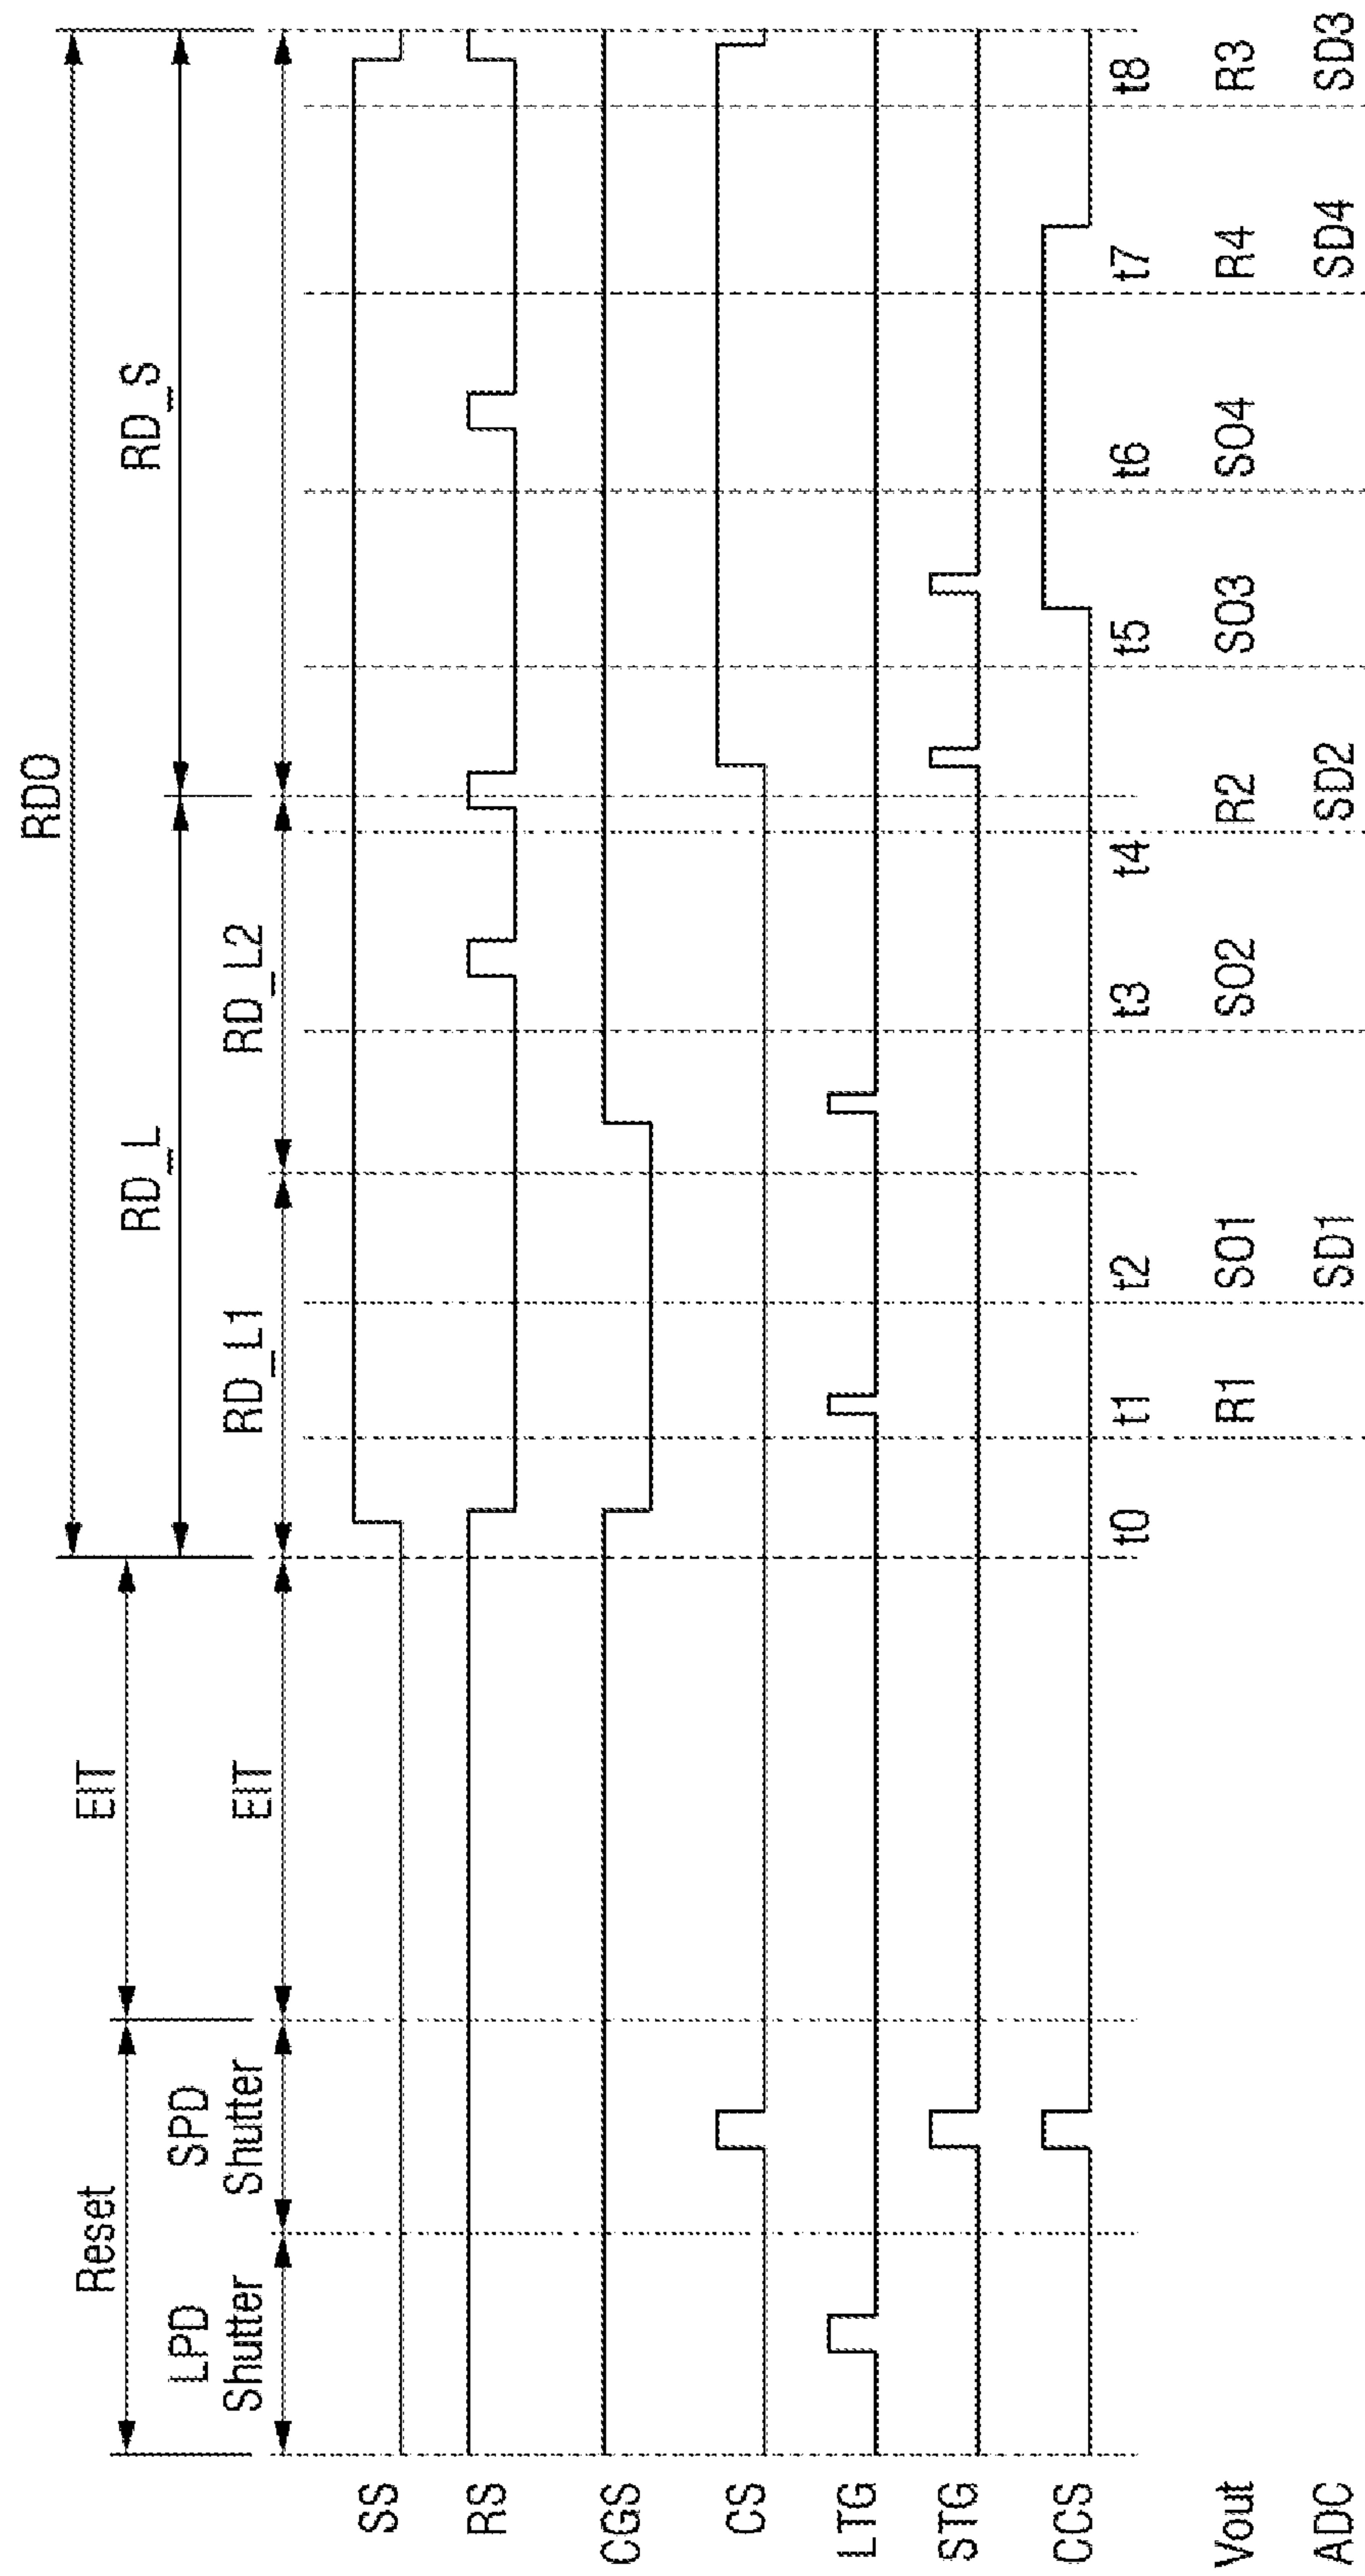 RDO
Reset
EIT
RD_L
RD_S
LPD Shutter
SPD Shutter
EIT
RD_L1
RD_L2
SS
RS
CGS
CS
LTG
STG
CCS
t0 t1 t2 t3 t4 t5 t6 t7 t8
Vout R1 SO1 SO2 R2 SO3 SO4 R4 R3
ADC SD1 SD2 SD4 SD3